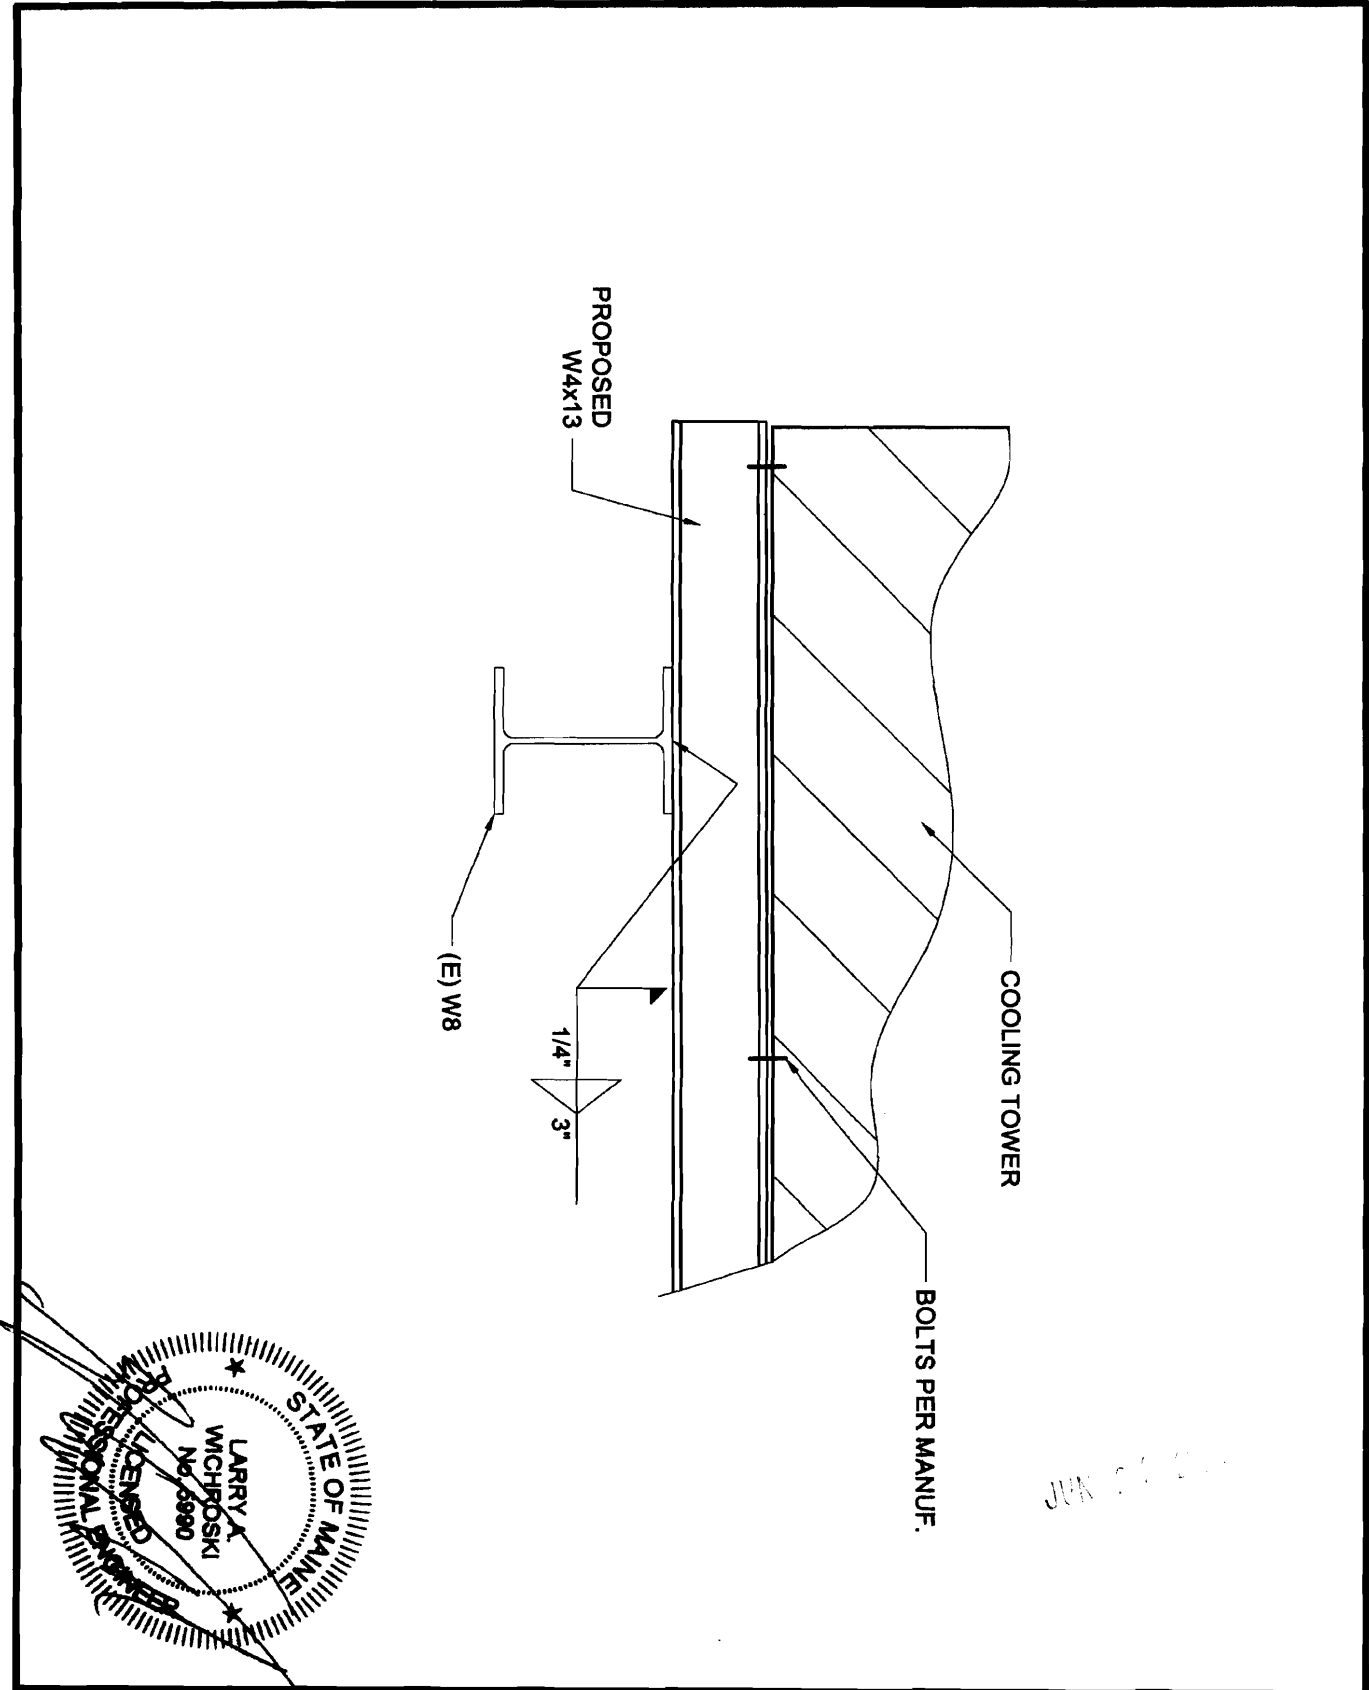 COOLING TOWER
BOLTS PER MANUF.
PROPOSED
W4x13
1/4"
3"
(E) W8
JUN
STATE OF MAINE
LARRY A.
WICHROSKI
LICENSED
PROFESSIONAL ENGINEER